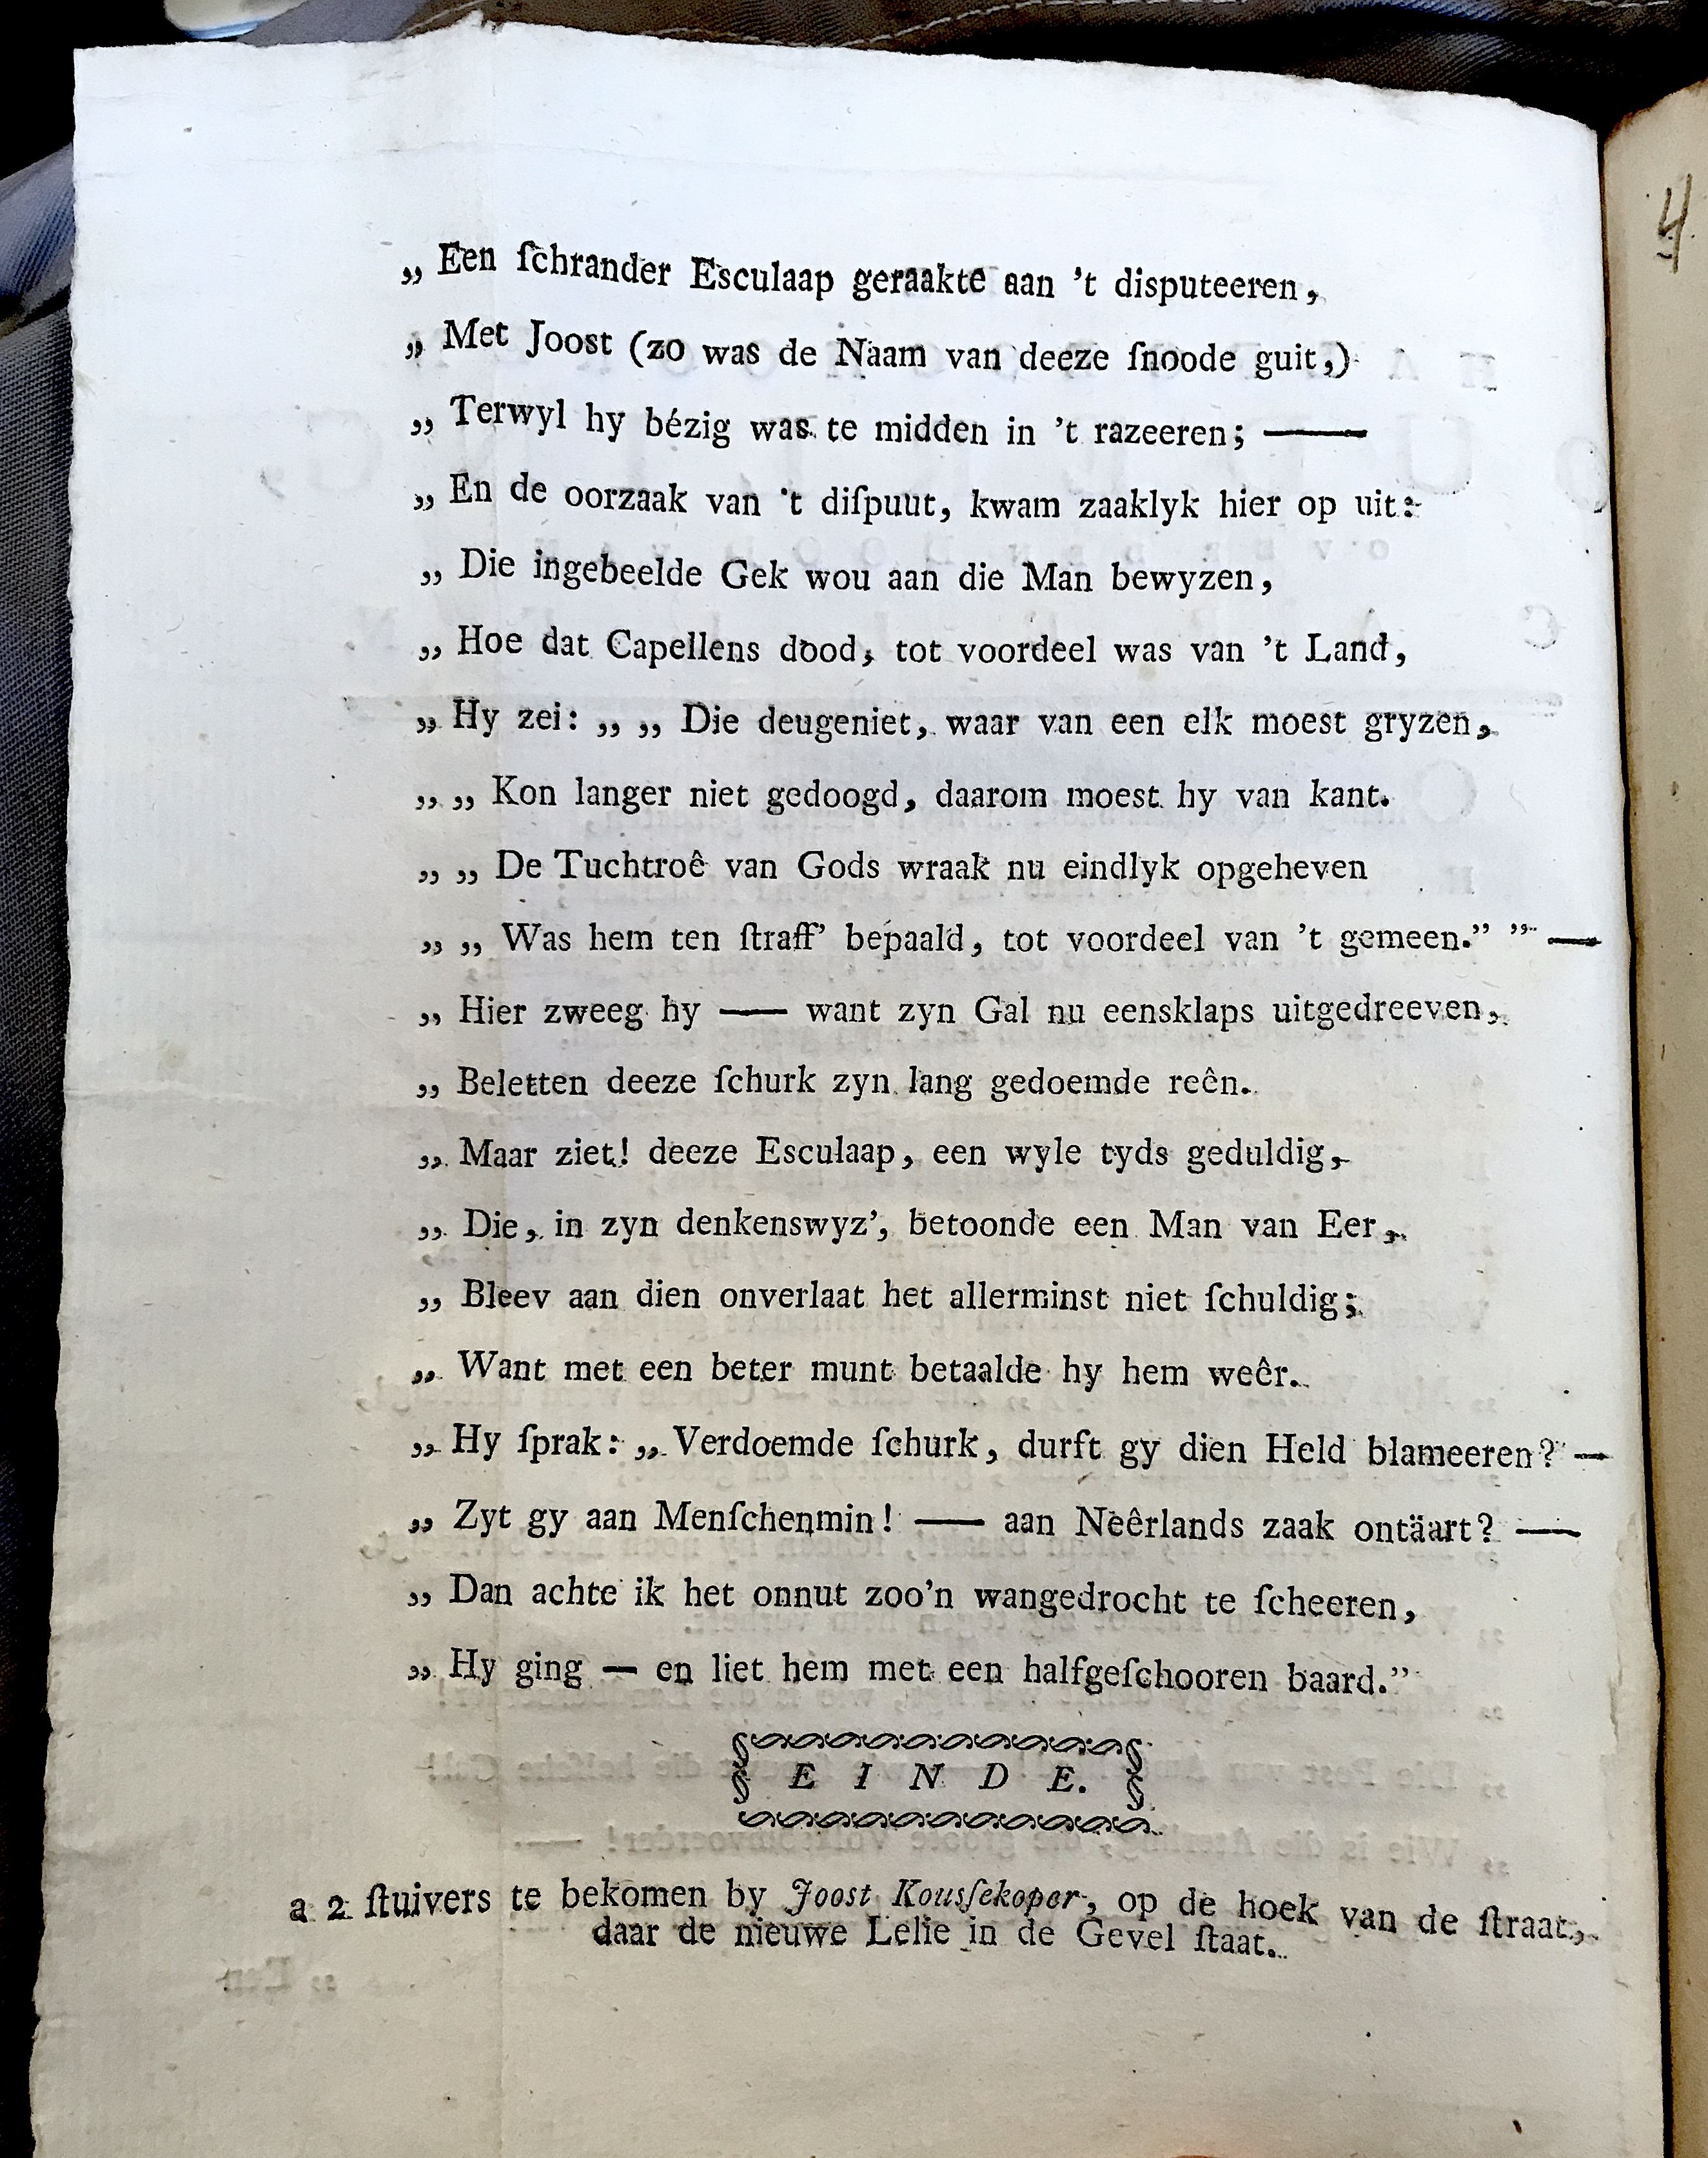 „ Een ſchrander Esculaap geraakte aan 't disputeeren,
„ Met Joost (zo was de Naam van deeze ſnoode guit,)
„ Terwyl hy bézig was te midden in 't razeeren; ——
„ En de oorzaak van 't diſpuut, kwam zaaklyk hier op uit:
„ Die ingebeelde Gek wou aan die Man bewyzen,
„ Hoe dat Capellens dood, tot voordeel was van 't Land,
„ Hy zei: „ „ Die deugeniet, waar van een elk moest gryzen,
„ „ Kon langer niet gedoogd, daarom moest hy van kant.
„ „ De Tuchtroê van Gods wraak nu eindlyk opgeheven
„ „ Was hem ten ſtraff' bepaald, tot voordeel van 't gemeen.” ” —
„ Hier zweeg hy —— want zyn Gal nu eensklaps uitgedreeven,
„ Beletten deeze ſchurk zyn lang gedoemde reên.
„ Maar ziet! deeze Esculaap, een wyle tyds geduldig,
„ Die, in zyn denkenswyz', betoonde een Man van Eer,
„ Bleev aan dien onverlaat het allerminst niet ſchuldig;
„ Want met een beter munt betaalde hy hem weêr.
„ Hy ſprak: „ Verdoemde ſchurk, durft gy dien Held blameeren? —
„ Zyt gy aan Menſchenmin! —— aan Neêrlands zaak ontäart? ——
„ Dan achte ik het onnut zoo'n wangedrocht te ſcheeren,
„ Hy ging — en liet hem met een halfgeſchooren baard.”
E I N D E.
a 2 ſtuivers te bekomen by Joost Kousſekoper, op de hoek van de ſtraat,
daar de nieuwe Lelie in de Gevel ſtaat.
4